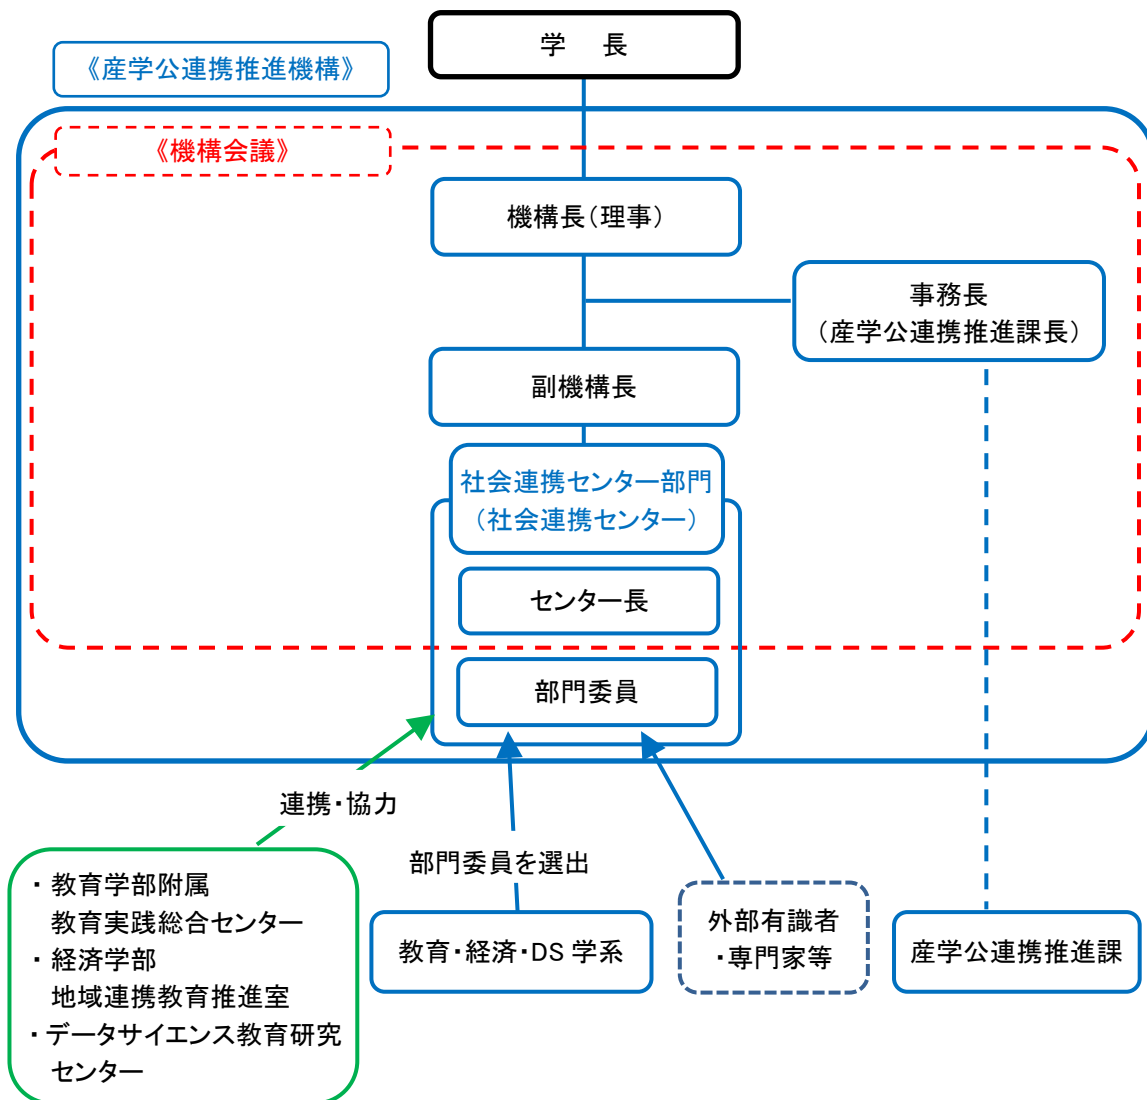 学 長
《産学公連携推進機構》
《機構会議》
機構長(理事)
事務長
(産学公連携推進課長)
副機構長
社会連携センター部門
(社会連携センター)
センター長
部門委員
連携・協力
部門委員を選出
・教育学部附属
教育実践総合センター
・経済学部
地域連携教育推進室
・データサイエンス教育研究
センター
教育・経済・DS 学系
外部有識者
・専門家等
産学公連携推進課